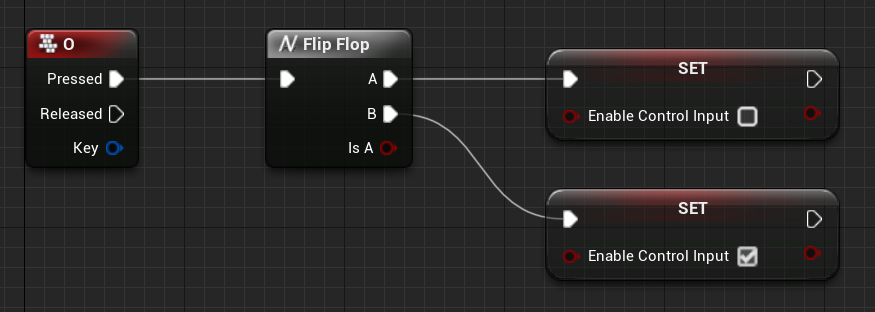 O
Pressed
Released
Key
Flip Flop
A
B
Is A
SET
Enable Control Input
SET
Enable Control Input